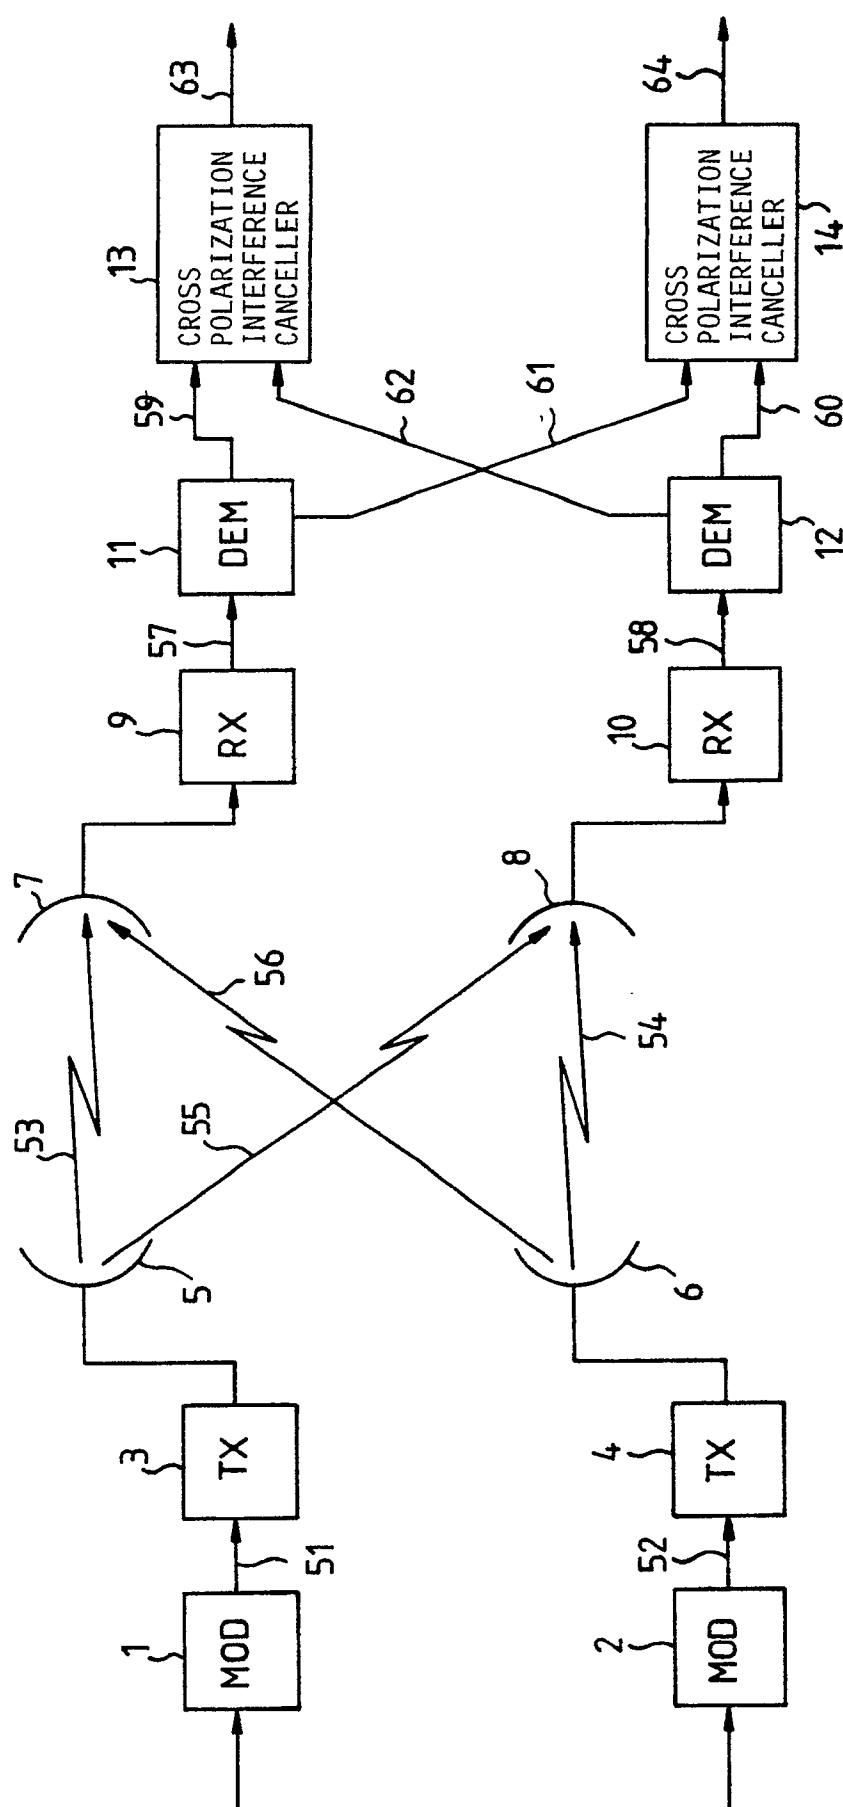 63
64
13
CROSS
POLARIZATION
INTERFERENCE
CANCELLER
CROSS
POLARIZATION
INTERFERENCE
CANCELLER
14
59
62
61
60
11
DEM
DEM
12
57
58
9
RX
10
RX
7
8
56
54
53
55
5
6
3
TX
4
TX
51
52
1
MOD
2
MOD